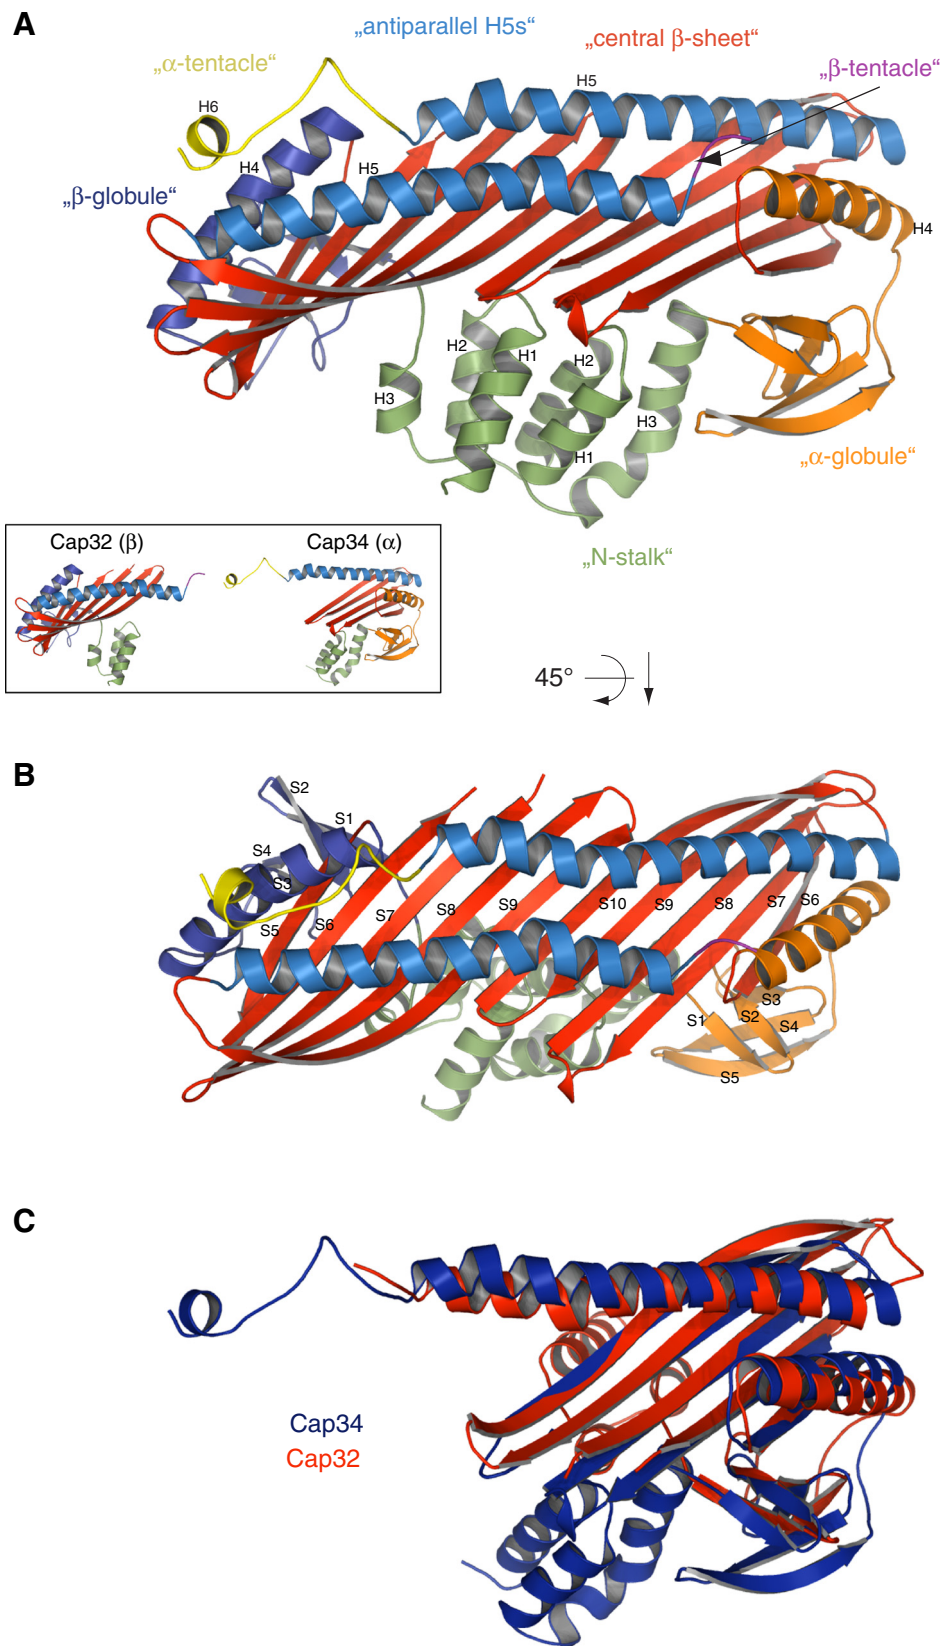 A
„antiparallel H5s“
„central β-sheet“
„α-tentacle“
„β-tentacle“
H5
H6
H4
H5
„β-globule“
H4
H2
H1
H2
H3
H3
H1
„α-globule“
„N-stalk“
Cap32 (β)
Cap34 (α)
45°
B
S2
S1
S4
S3
S5
S6
S7
S8
S9
S10
S9
S8
S7
S6
S3
S1
S2
S4
S5
C
Cap34
Cap32